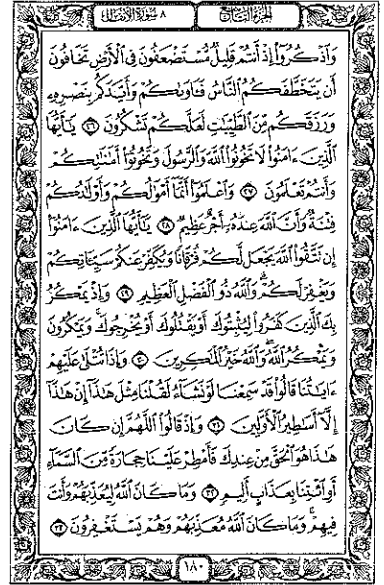 الجزء التاسع
٨ سورة الأنفال
وَٱذْكُرُوٓا۟ إِذْ أَنتُمْ قَلِيلٌ مُّسْتَضْعَفُونَ فِى ٱلْأَرْضِ تَخَافُونَ
أَن يَتَخَطَّفَكُمُ ٱلنَّاسُ فَـَٔاوَىٰكُمْ وَأَيَّدَكُم بِنَصْرِهِۦ
وَرَزَقَكُم مِّنَ ٱلطَّيِّبَٰتِ لَعَلَّكُمْ تَشْكُرُونَ ٢٦ يَٰٓأَيُّهَا
ٱلَّذِينَ ءَامَنُوا۟ لَا تَخُونُوا۟ ٱللَّهَ وَٱلرَّسُولَ وَتَخُونُوٓا۟ أَمَٰنَٰتِكُمْ
وَأَنتُمْ تَعْلَمُونَ ٢٧ وَٱعْلَمُوٓا۟ أَنَّمَآ أَمْوَٰلُكُمْ وَأَوْلَٰدُكُمْ
فِتْنَةٌ وَأَنَّ ٱللَّهَ عِندَهُۥٓ أَجْرٌ عَظِيمٌ ٢٨ يَٰٓأَيُّهَا ٱلَّذِينَ ءَامَنُوٓا۟
إِن تَتَّقُوا۟ ٱللَّهَ يَجْعَل لَّكُمْ فُرْقَانًا وَيُكَفِّرْ عَنكُمْ سَيِّـَٔاتِكُمْ
وَيَغْفِرْ لَكُمْ وَٱللَّهُ ذُو ٱلْفَضْلِ ٱلْعَظِيمِ ٢٩ وَإِذْ يَمْكُرُ
بِكَ ٱلَّذِينَ كَفَرُوا۟ لِيُثْبِتُوكَ أَوْ يَقْتُلُوكَ أَوْ يُخْرِجُوكَ وَيَمْكُرُونَ
وَيَمْكُرُ ٱللَّهُ وَٱللَّهُ خَيْرُ ٱلْمَٰكِرِينَ ٣٠ وَإِذَا تُتْلَىٰ عَلَيْهِمْ
ءَايَٰتُنَا قَالُوا۟ قَدْ سَمِعْنَا لَوْ نَشَآءُ لَقُلْنَا مِثْلَ هَٰذَآ إِنْ هَٰذَآ
إِلَّآ أَسَٰطِيرُ ٱلْأَوَّلِينَ ٣١ وَإِذْ قَالُوا۟ ٱللَّهُمَّ إِن كَانَ
هَٰذَا هُوَ ٱلْحَقَّ مِنْ عِندِكَ فَأَمْطِرْ عَلَيْنَا حِجَارَةً مِّنَ ٱلسَّمَآءِ
أَوِ ٱئْتِنَا بِعَذَابٍ أَلِيمٍ ٣٢ وَمَا كَانَ ٱللَّهُ لِيُعَذِّبَهُمْ وَأَنتَ
فِيهِمْ وَمَا كَانَ ٱللَّهُ مُعَذِّبَهُمْ وَهُمْ يَسْتَغْفِرُونَ ٣٣
١٨٠